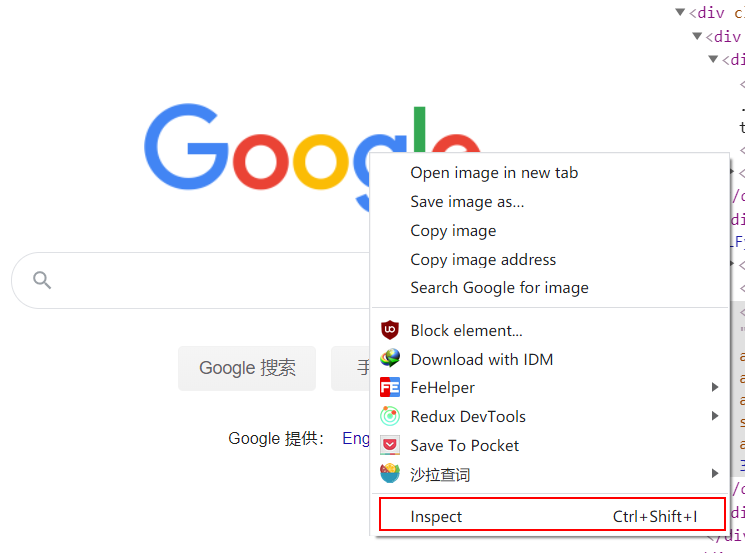 <div cl
<div
<di
Google
Open image in new tab
Save image as...
Copy image
Copy image address
Search Google for image
Block element...
Download with IDM
FeHelper
Redux DevTools
Save To Pocket
沙拉查词
Inspect Ctrl+Shift+I
Google 搜索
手
Google 提供： Eng